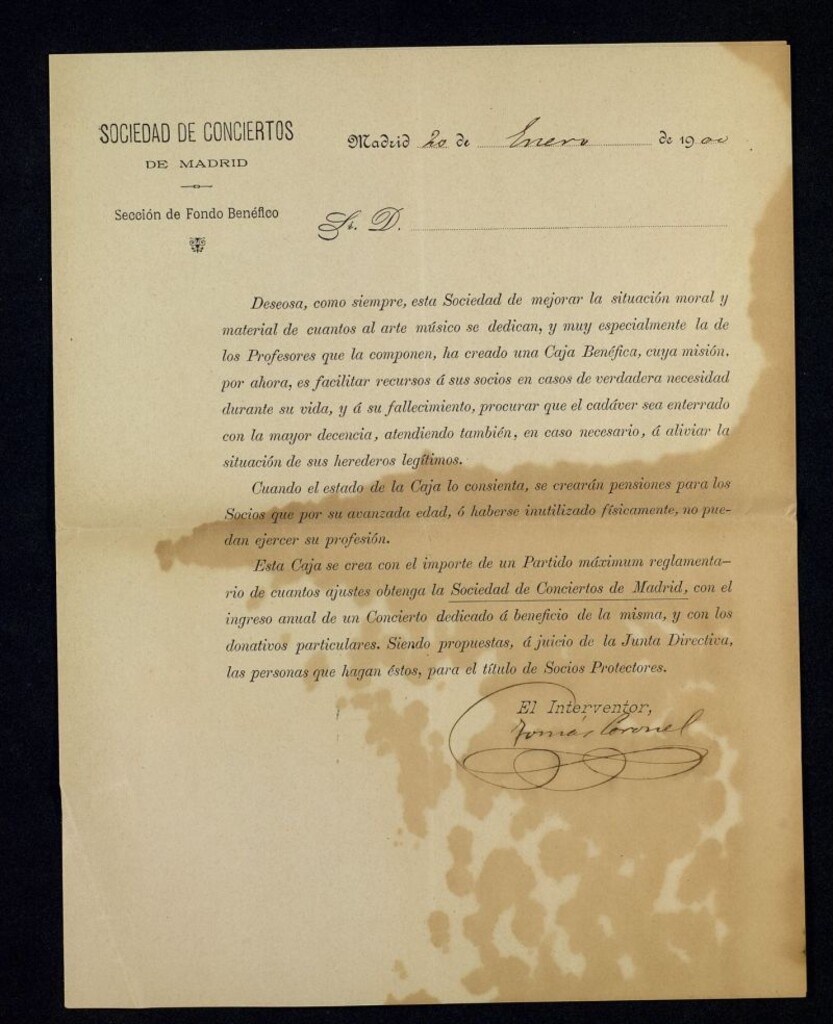 SOCIEDAD DE CONCIERTOS
DE MADRID
Sección de Fondo Benéfico
Madrid 20 de Enero de 1900
Sr. D.
Deseosa, como siempre, esta Sociedad de mejorar la situación moral y
material de cuantos al arte músico se dedican, y muy especialmente la de
los Profesores que la componen, ha creado una Caja Benéfica, cuya misión,
por ahora, es facilitar recursos á sus socios en casos de verdadera necesidad
durante su vida, y á su fallecimiento, procurar que el cadáver sea enterrado
con la mayor decencia, atendiendo también, en caso necesario, á aliviar la
situación de sus herederos legítimos.
Cuando el estado de la Caja lo consienta, se crearán pensiones para los
Socios que por su avanzada edad, ó haberse inutilizado físicamente, no pue-
dan ejercer su profesión.
Esta Caja se crea con el importe de un Partido máximum reglamenta-
rio de cuantos ajustes obtenga la Sociedad de Conciertos de Madrid, con el
ingreso anual de un Concierto dedicado á beneficio de la misma, y con los
donativos particulares. Siendo propuestas, á juicio de la Junta Directiva,
las personas que hagan éstos, para el título de Socios Protectores.
El Interventor,
Tomás Coronel